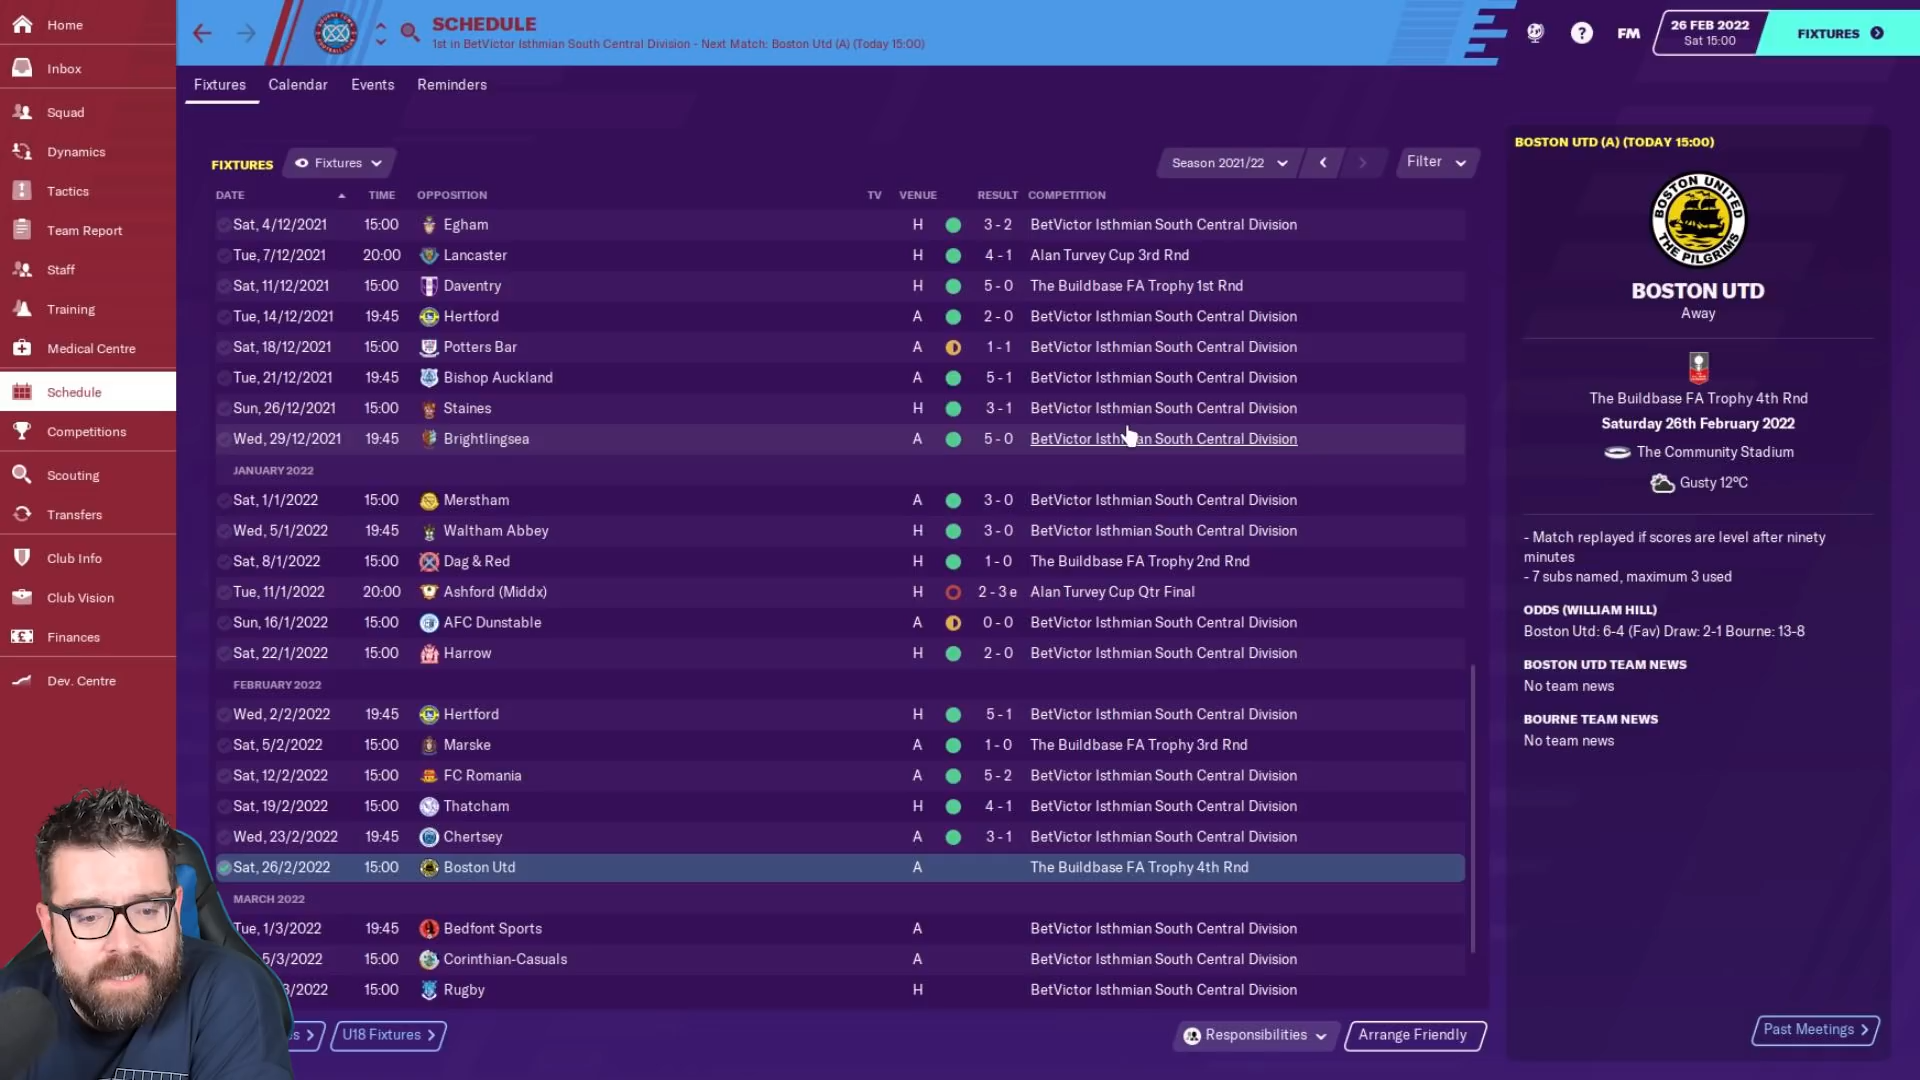 Home
Inbox
Squad
Dynamics
Tactics
Team Report
Staff
Training
Medical Centre
Schedule
Competitions
Scouting
Transfers
Club Info
Club Vision
Finances
Dev. Centre
SCHEDULE
1st in BetVictor Isthmian South Central Division - Next Match: Boston Utd (A) (Today 15:00)
? FM
26 FEB 2022
Sat 15:00
FIXTURES
Fixtures Calendar Events Reminders
FIXTURES Fixtures Season 2021/22 Filter
DATE TIME OPPOSITION TV VENUE RESULT COMPETITION
Sat, 4/12/2021 15:00 Egham H 3 - 2 BetVictor Isthmian South Central Division
Tue, 7/12/2021 20:00 Lancaster H 4 - 1 Alan Turvey Cup 3rd Rnd
Sat, 11/12/2021 15:00 Daventry H 5 - 0 The Buildbase FA Trophy 1st Rnd
Tue, 14/12/2021 19:45 Hertford A 2 - 0 BetVictor Isthmian South Central Division
Sat, 18/12/2021 15:00 Potters Bar A 1 - 1 BetVictor Isthmian South Central Division
Tue, 21/12/2021 19:45 Bishop Auckland A 5 - 1 BetVictor Isthmian South Central Division
Sun, 26/12/2021 15:00 Staines H 3 - 1 BetVictor Isthmian South Central Division
Wed, 29/12/2021 19:45 Brightlingsea A 5 - 0 BetVictor Isthmian South Central Division
JANUARY 2022
Sat, 1/1/2022 15:00 Merstham A 3 - 0 BetVictor Isthmian South Central Division
Wed, 5/1/2022 19:45 Waltham Abbey H 3 - 0 BetVictor Isthmian South Central Division
Sat, 8/1/2022 15:00 Dag & Red H 1 - 0 The Buildbase FA Trophy 2nd Rnd
Tue, 11/1/2022 20:00 Ashford (Middx) H 2 - 3 e Alan Turvey Cup Qtr Final
Sun, 16/1/2022 15:00 AFC Dunstable A 0 - 0 BetVictor Isthmian South Central Division
Sat, 22/1/2022 15:00 Harrow H 2 - 0 BetVictor Isthmian South Central Division
FEBRUARY 2022
Wed, 2/2/2022 19:45 Hertford H 5 - 1 BetVictor Isthmian South Central Division
Sat, 5/2/2022 15:00 Marske A 1 - 0 The Buildbase FA Trophy 3rd Rnd
Sat, 12/2/2022 15:00 FC Romania A 5 - 2 BetVictor Isthmian South Central Division
Sat, 19/2/2022 15:00 Thatcham H 4 - 1 BetVictor Isthmian South Central Division
Wed, 23/2/2022 19:45 Chertsey A 3 - 1 BetVictor Isthmian South Central Division
Sat, 26/2/2022 15:00 Boston Utd A The Buildbase FA Trophy 4th Rnd
MARCH 2022
Tue, 1/3/2022 19:45 Bedfont Sports A BetVictor Isthmian South Central Division
5/3/2022 15:00 Corinthian-Casuals A BetVictor Isthmian South Central Division
3/2022 15:00 Rugby H BetVictor Isthmian South Central Division
U18 Fixtures Responsibilities Arrange Friendly
BOSTON UTD (A) (TODAY 15:00)
BOSTON UNITED
THE PILGRIMS
BOSTON UTD
Away
The Buildbase FA Trophy 4th Rnd
Saturday 26th February 2022
The Community Stadium
Gusty 12°C
- Match replayed if scores are level after ninety
minutes
- 7 subs named, maximum 3 used
ODDS (WILLIAM HILL)
Boston Utd: 6-4 (Fav) Draw: 2-1 Bourne: 13-8
BOSTON UTD TEAM NEWS
No team news
BOURNE TEAM NEWS
No team news
Past Meetings